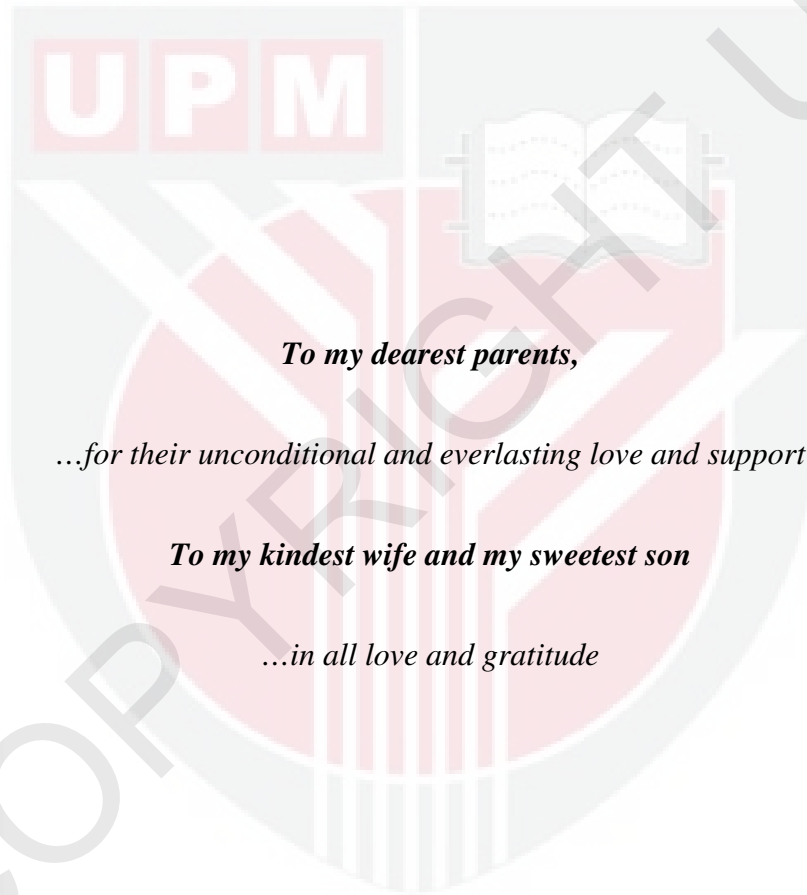 UPM
COPYRIGHT U
To my dearest parents,
…for their unconditional and everlasting love and support
To my kindest wife and my sweetest son
…in all love and gratitude